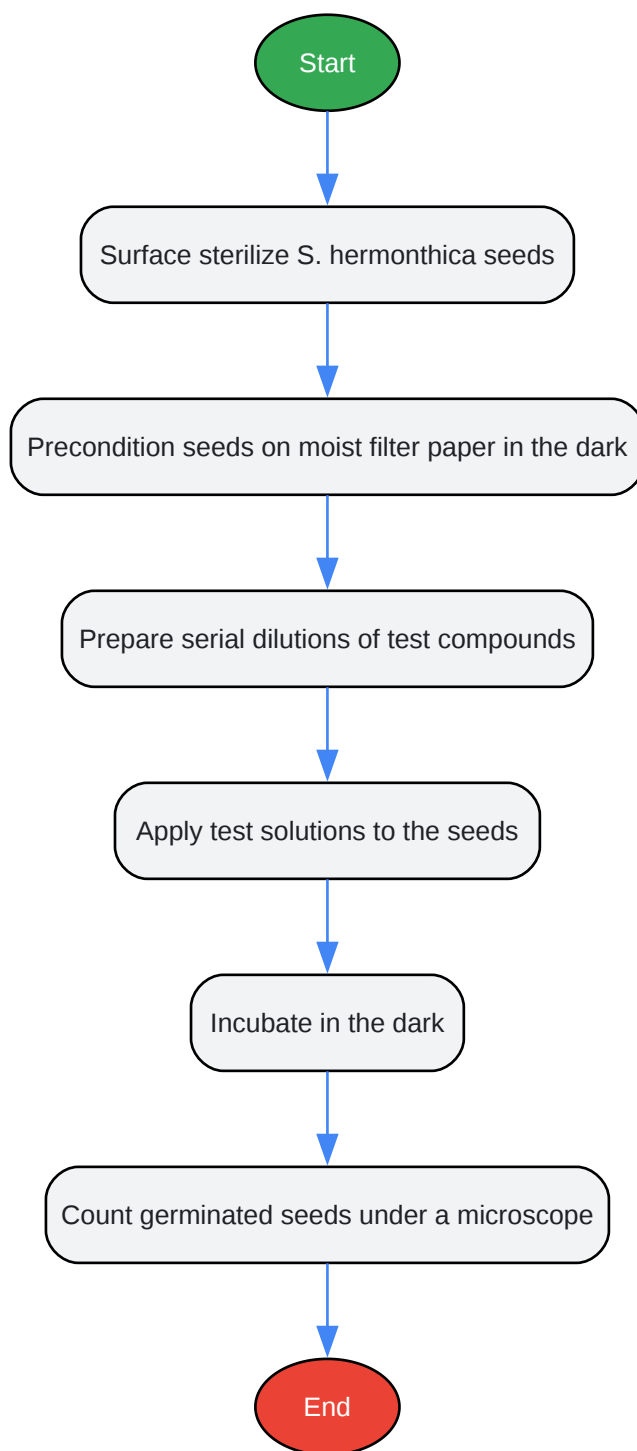 Start
Surface sterilize S. hermonthica seeds
Precondition seeds on moist filter paper in the dark
Prepare serial dilutions of test compounds
Apply test solutions to the seeds
Incubate in the dark
Count germinated seeds under a microscope
End